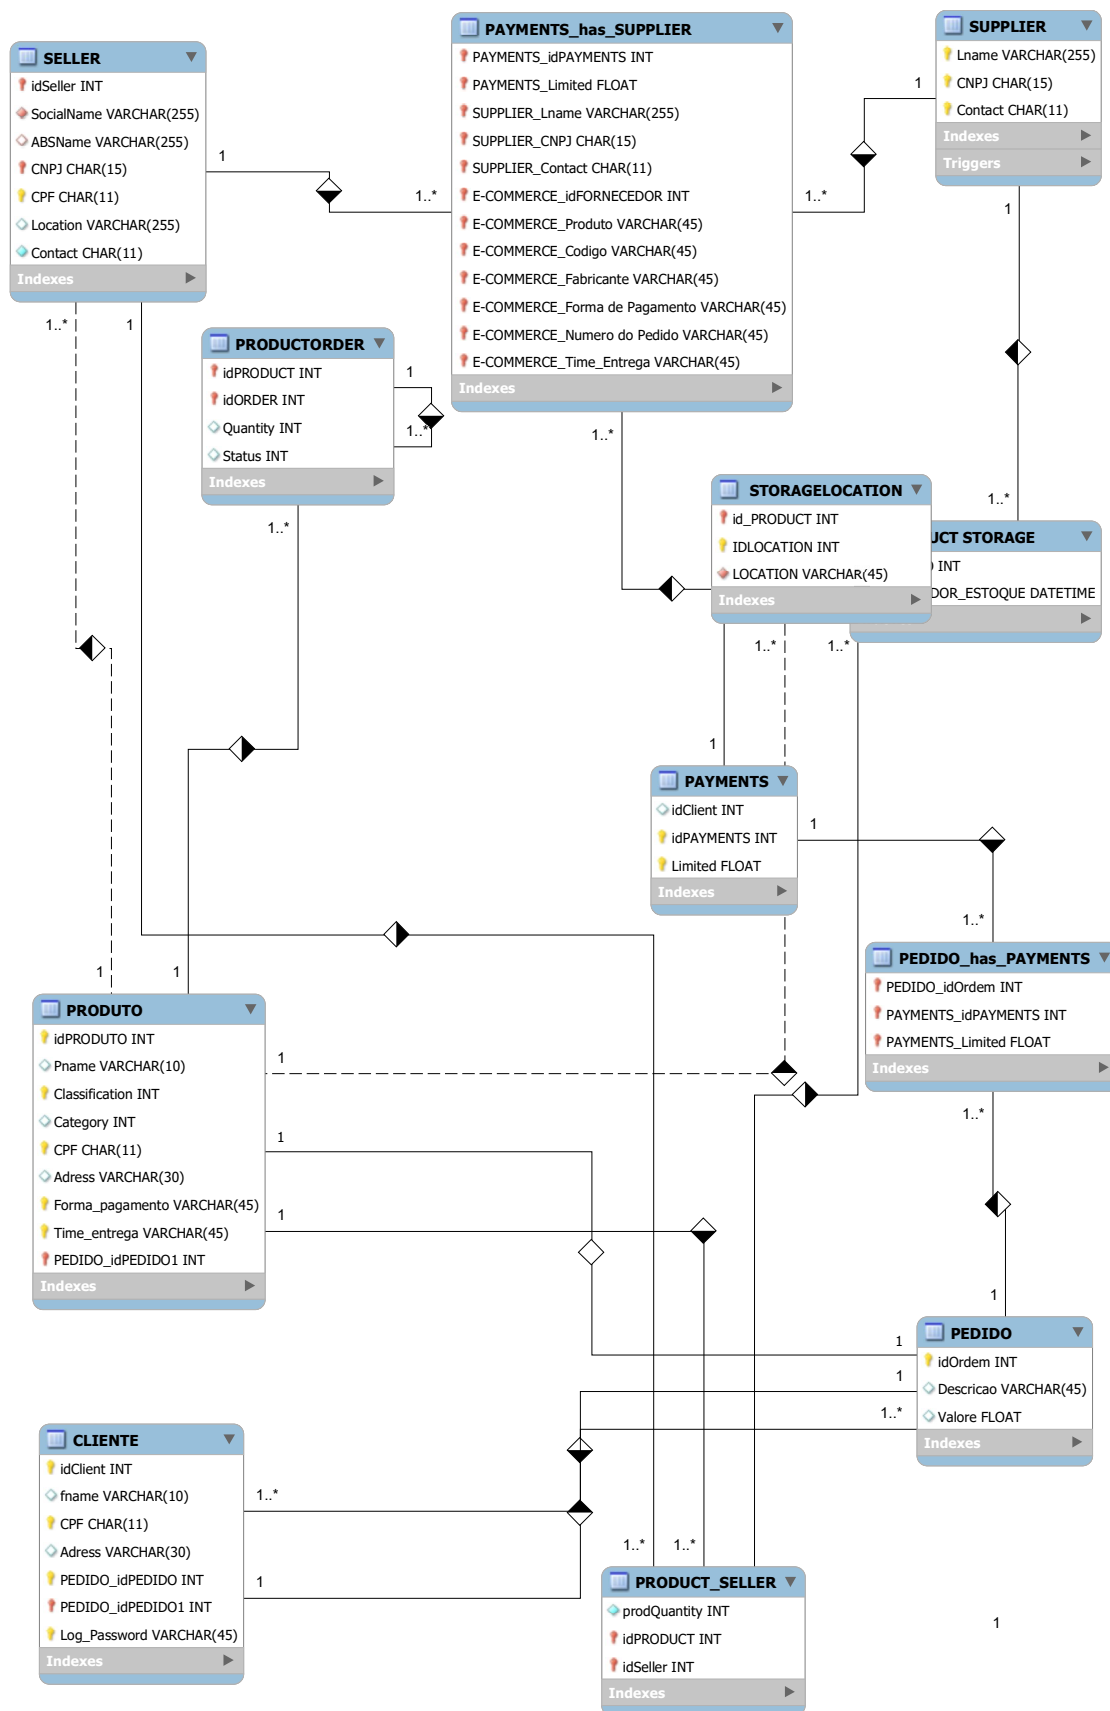 SELLER
idSeller INT
SocialName VARCHAR(255)
ABSName VARCHAR(255)
CNPJ CHAR(15)
CPF CHAR(11)
Location VARCHAR(255)
Contact CHAR(11)
Indexes
PAYMENTS_has_SUPPLIER
PAYMENTS_idPAYMENTS INT
PAYMENTS_Limited FLOAT
SUPPLIER_Lname VARCHAR(255)
SUPPLIER_CNPJ CHAR(15)
SUPPLIER_Contact CHAR(11)
E-COMMERCE_idFORNECEDOR INT
E-COMMERCE_Produto VARCHAR(45)
E-COMMERCE_Codigo VARCHAR(45)
E-COMMERCE_Fabricante VARCHAR(45)
E-COMMERCE_Forma de Pagamento VARCHAR(45)
E-COMMERCE_Numero do Pedido VARCHAR(45)
E-COMMERCE_Time_Entrega VARCHAR(45)
Indexes
SUPPLIER
Lname VARCHAR(255)
CNPJ CHAR(15)
Contact CHAR(11)
Indexes
Triggers
1
1..*
1
1..*
1
1..*
1..*
1
PRODUCTORDER
idPRODUCT INT
idORDER INT
Quantity INT
Status INT
Indexes
1
1..*
1..*
1..*
STORAGELOCATION
id_PRODUCT INT
IDLOCATION INT
LOCATION VARCHAR(45)
Indexes
UCT STORAGE
INT
DOR_ESTOQUE DATETIME
1..*
1..*
1
PAYMENTS
idClient INT
idPAYMENTS INT
Limited FLOAT
Indexes
1
1..*
PEDIDO_has_PAYMENTS
PEDIDO_idOrdem INT
PAYMENTS_idPAYMENTS INT
PAYMENTS_Limited FLOAT
Indexes
1..*
1
1
1
PRODUTO
idPRODUTO INT
Pname VARCHAR(10)
Classification INT
Category INT
CPF CHAR(11)
Adress VARCHAR(30)
Forma_pagamento VARCHAR(45)
Time_entrega VARCHAR(45)
PEDIDO_idPEDIDO1 INT
Indexes
1
1
1
PEDIDO
idOrdem INT
Descricao VARCHAR(45)
Valore FLOAT
Indexes
1
1
1..*
CLIENTE
idClient INT
fname VARCHAR(10)
CPF CHAR(11)
Adress VARCHAR(30)
PEDIDO_idPEDIDO INT
PEDIDO_idPEDIDO1 INT
Log_Password VARCHAR(45)
Indexes
1..*
1
1..*
1..*
PRODUCT_SELLER
prodQuantity INT
idPRODUCT INT
idSeller INT
Indexes
1